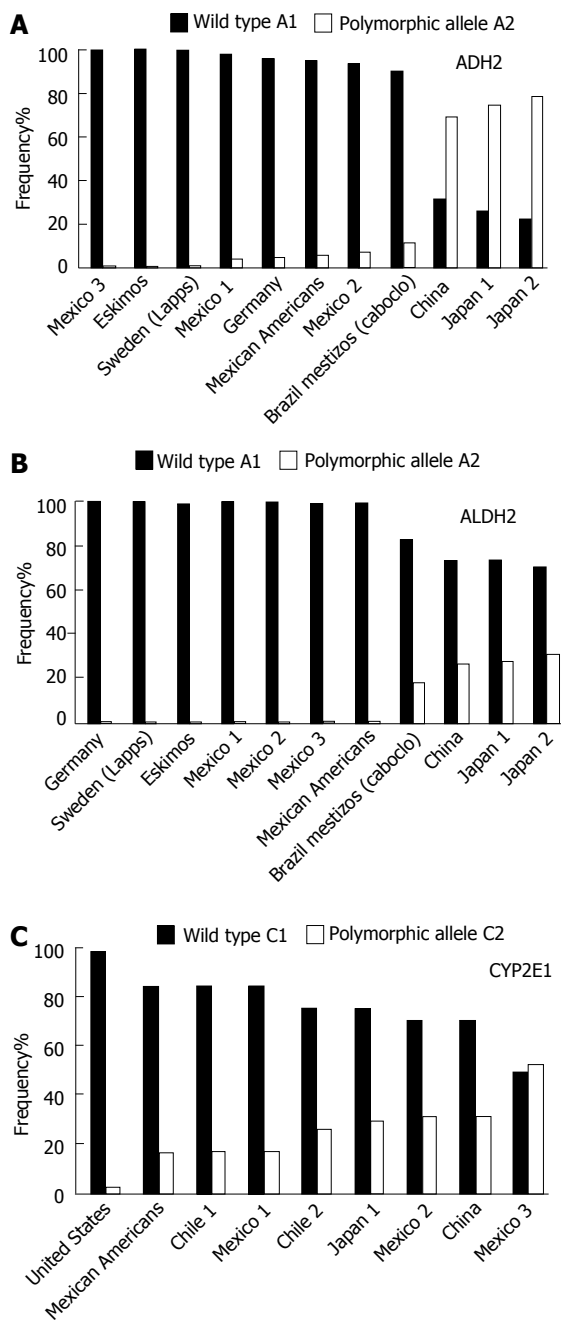 A
Wild type A1 Polymorphic allele A2
ADH2
Frequency%
100
80
60
40
20
0
Mexico 3
Eskimos
Sweden (Lapps)
Mexico 1
Germany
Mexican Americans
Mexico 2
Brazil mestizos (caboclo)
China
Japan 1
Japan 2
B
Wild type A1 Polymorphic allele A2
ALDH2
Frequency%
100
80
60
40
20
0
Germany
Sweden (Lapps)
Eskimos
Mexico 1
Mexico 2
Mexico 3
Mexican Americans
Brazil mestizos (caboclo)
China
Japan 1
Japan 2
C
Wild type C1 Polymorphic allele C2
CYP2E1
Frequency%
100
80
60
40
20
0
United States
Mexican Americans
Chile 1
Mexico 1
Chile 2
Japan 1
Mexico 2
China
Mexico 3